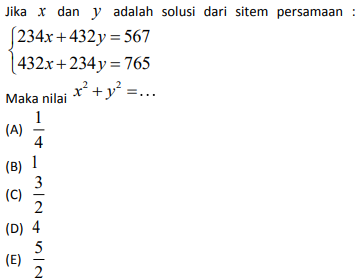 Jika x dan y adalah solusi dari sitem persamaan :
234x + 432y = 567
432x + 234y = 765
Maka nilai x² + y² = ...
(A) 1/4
(B) 1
(C) 3/2
(D) 4
(E) 5/2